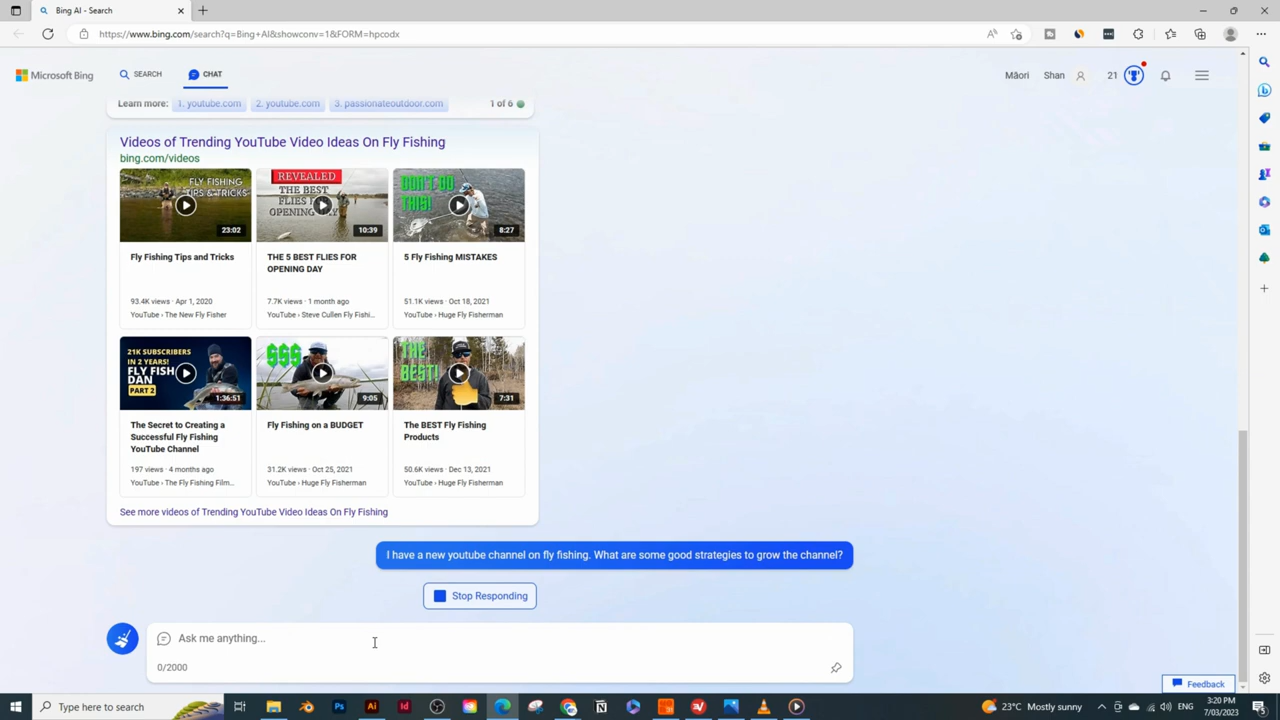 Bing AI - Search
https://www.bing.com/search?q=Bing+AI&showconv=1&FORM=hpcodx
Microsoft Bing
SEARCH
CHAT
Māori
Shan
21
Learn more:
1. youtube.com
2. youtube.com
3. passionateoutdoor.com
1 of 6
Videos of Trending YouTube Video Ideas On Fly Fishing
bing.com/videos
FLY FISHING
TIPS & TRICKS
23:02
REVEALED
THE BEST
FLIES FOR
OPENING DAY
10:39
DON'T DO
THIS!
8:27
Fly Fishing Tips and Tricks
93.4K views · Apr 1, 2020
YouTube › The New Fly Fisher
THE 5 BEST FLIES FOR
OPENING DAY
7.7K views · 1 month ago
YouTube › Steve Cullen Fly Fishi...
5 Fly Fishing MISTAKES
51.1K views · Oct 18, 2021
YouTube › Huge Fly Fisherman
21K SUBSCRIBERS
IN 2 YEARS!
FLY FISH
DAN
PART 2
1:36:51
$$$
9:05
THE
BEST!
7:31
The Secret to Creating a
Successful Fly Fishing
YouTube Channel
197 views · 4 months ago
YouTube › The Fly Fishing Film...
Fly Fishing on a BUDGET
31.2K views · Oct 25, 2021
YouTube › Huge Fly Fisherman
The BEST Fly Fishing
Products
50.6K views · Dec 13, 2021
YouTube › Huge Fly Fisherman
See more videos of Trending YouTube Video Ideas On Fly Fishing
I have a new youtube channel on fly fishing. What are some good strategies to grow the channel?
Stop Responding
Ask me anything...
0/2000
Feedback
Type here to search
Ps
Ai
Id
23°C Mostly sunny
ENG
3:20 PM
7/03/2023